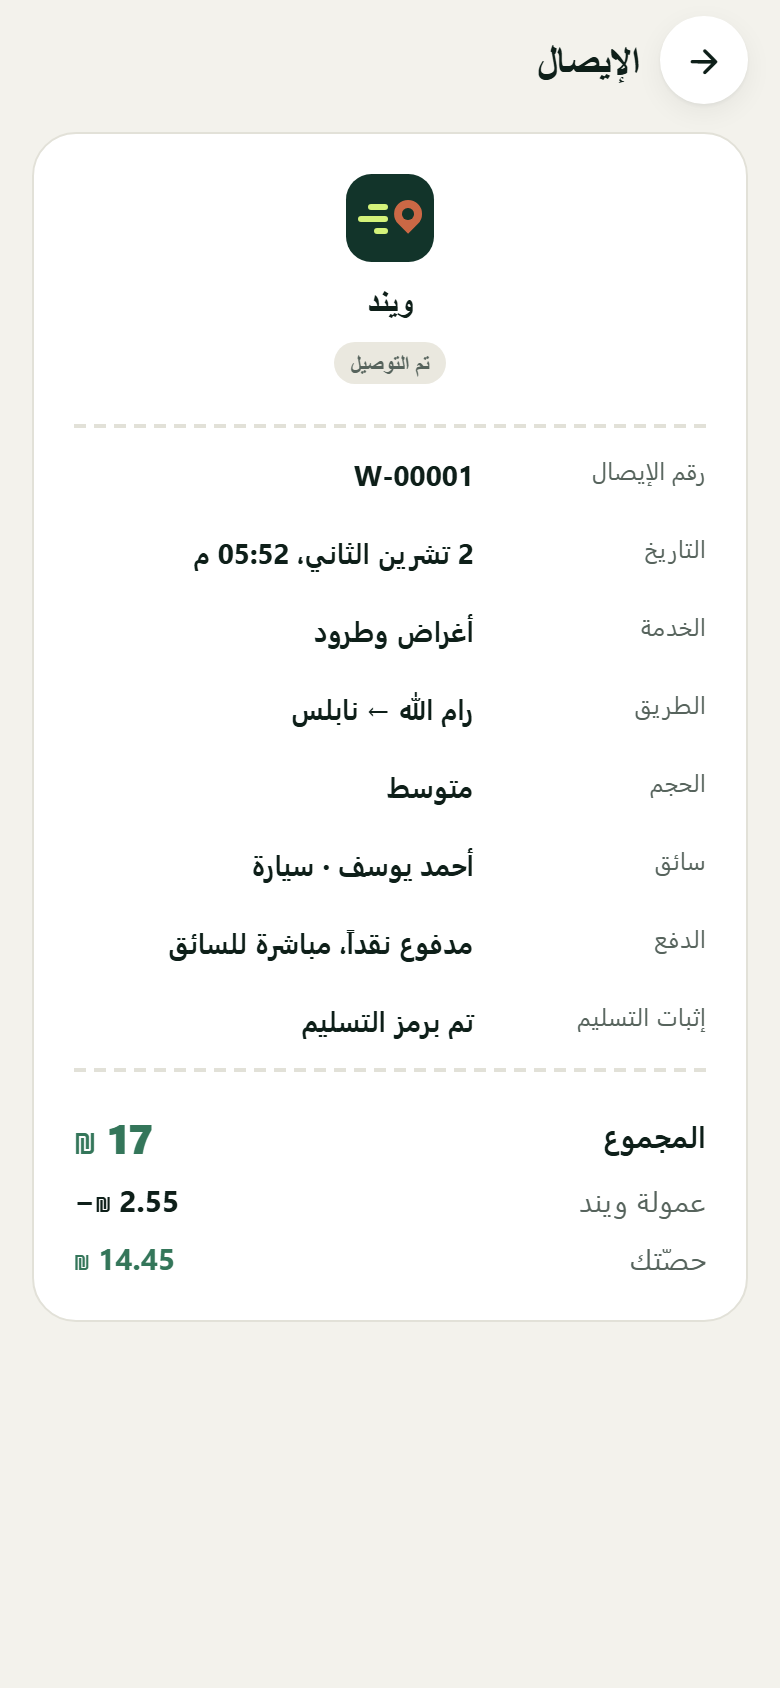 الإيصال
ويند
تم التوصيل
رقم الإيصال W-00001
التاريخ 2 تشرين الثاني، 05:52 م
الخدمة أغراض وطرود
الطريق رام الله ← نابلس
الحجم متوسط
سائق أحمد يوسف · سيارة
الدفع مدفوع نقداً، مباشرة للسائق
إثبات التسليم تم برمز التسليم
المجموع 17 ₪
عمولة ويند 2.55 ₪−
حصّتك 14.45 ₪